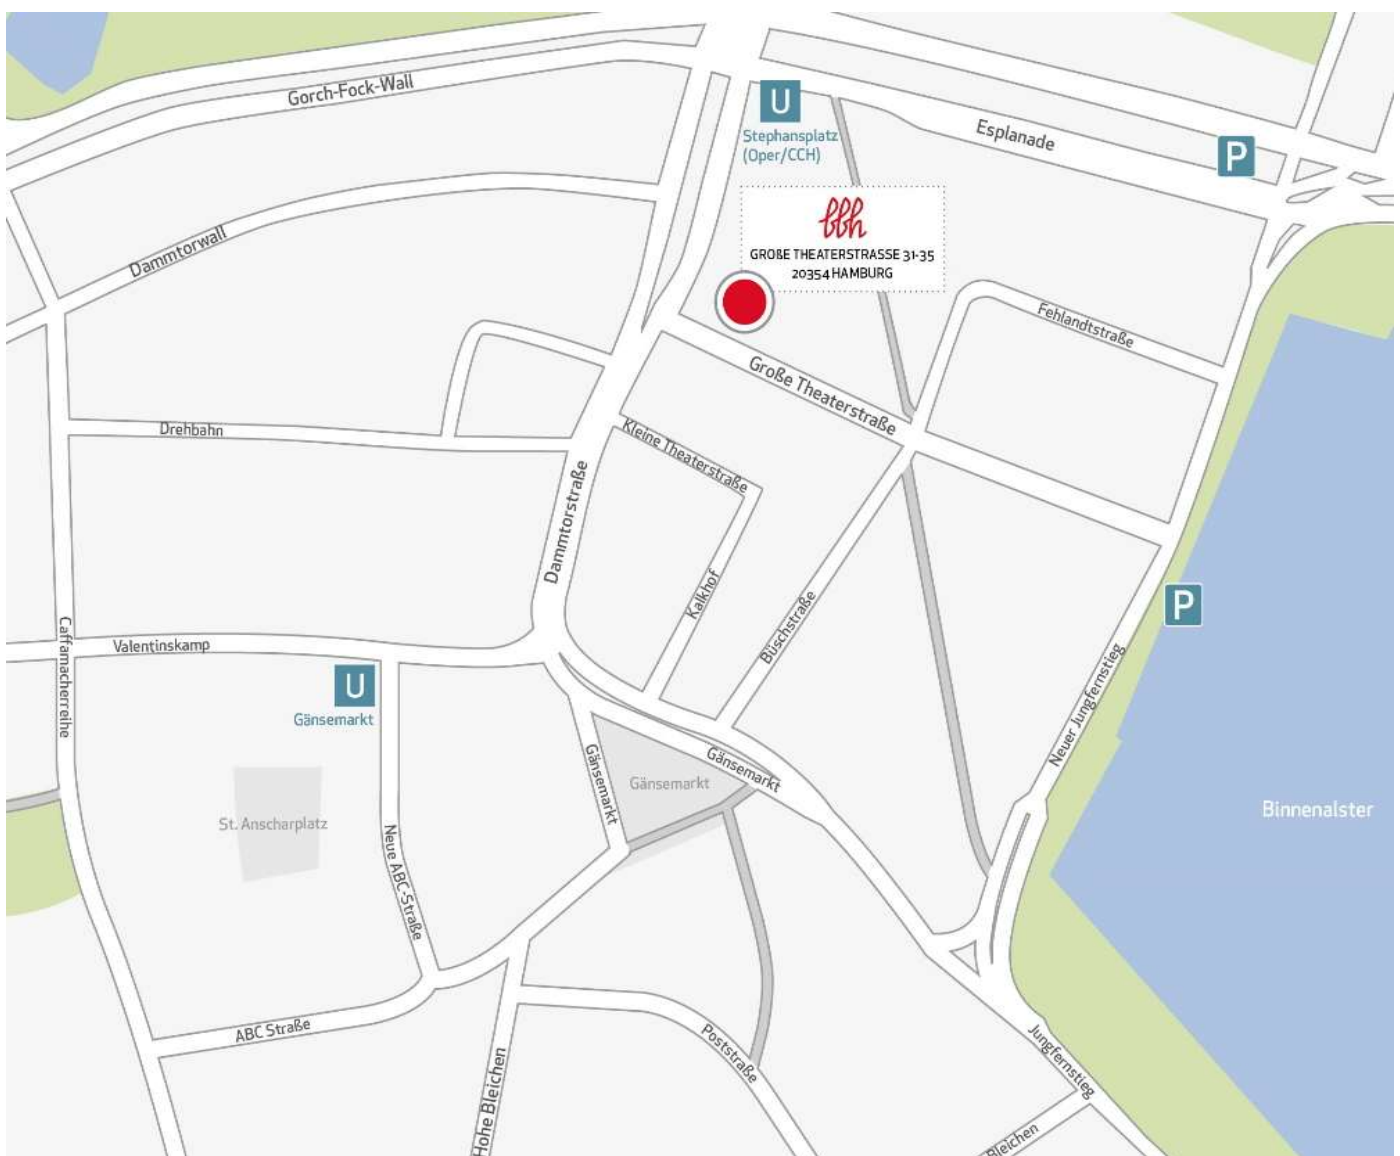 Gorch-Fock-Wall
U
Stephansplatz
(Oper/CCH)
Esplanade
P
bbh
GROßE THEATERSTRASSE 31-35
20354 HAMBURG
Dammtorwall
Fehlandtstraße
Große Theaterstraße
Drehbahn
Kleine Theaterstraße
Dammtorstraße
Kalkhof
Büschstraße
P
Caffamacherreihe
Valentinskamp
U
Gänsemarkt
Neuer Jungfernstieg
Gänsemarkt
Gänsemarkt
Gänsemarkt
Binnenalster
St. Anscharplatz
Neue ABC-Straße
ABC Straße
Hohe Bleichen
Poststraße
Jungfernstieg
Bleichen